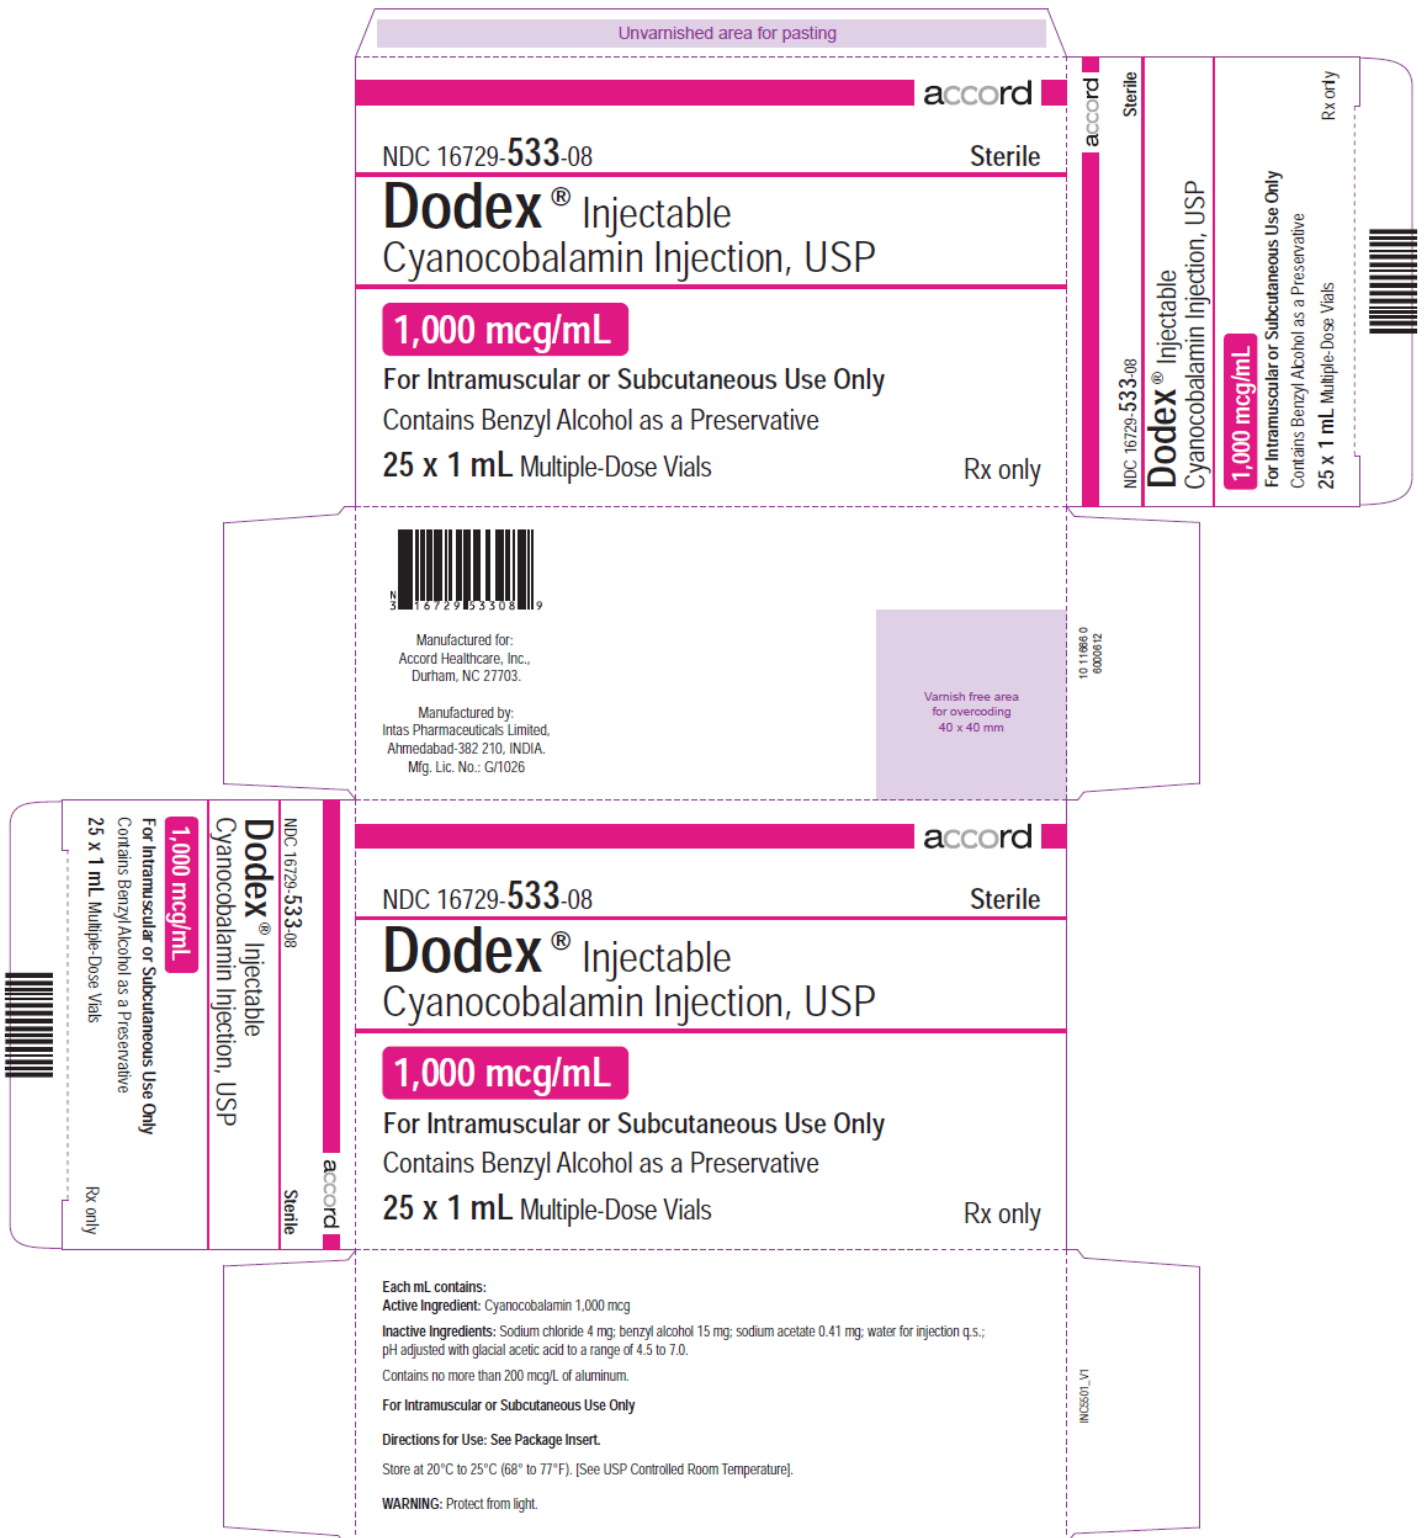 Unvarnished area for pasting
accord
NDC 16729-533-08 Sterile
Dodex® Injectable
Cyanocobalamin Injection, USP
1,000 mcg/mL
For Intramuscular or Subcutaneous Use Only
Contains Benzyl Alcohol as a Preservative
25 x 1 mL Multiple-Dose Vials Rx only
accord
NDC 16729-533-08 Sterile
Dodex® Injectable
Cyanocobalamin Injection, USP
1,000 mcg/mL
For Intramuscular or Subcutaneous Use Only
Contains Benzyl Alcohol as a Preservative
25 x 1 mL Multiple-Dose Vials Rx only
N
3 16729 53308 9
Manufactured for:
Accord Healthcare, Inc.,
Durham, NC 27703.
Manufactured by:
Intas Pharmaceuticals Limited,
Ahmedabad-382 210, INDIA.
Mfg. Lic. No.: G/1026
Varnish free area
for overcoding
40 x 40 mm
10 11666 0
6000612
accord
NDC 16729-533-08 Sterile
Dodex® Injectable
Cyanocobalamin Injection, USP
1,000 mcg/mL
For Intramuscular or Subcutaneous Use Only
Contains Benzyl Alcohol as a Preservative
25 x 1 mL Multiple-Dose Vials Rx only
accord
NDC 16729-533-08 Sterile
Dodex® Injectable
Cyanocobalamin Injection, USP
1,000 mcg/mL
For Intramuscular or Subcutaneous Use Only
Contains Benzyl Alcohol as a Preservative
25 x 1 mL Multiple-Dose Vials Rx only
Each mL contains:
Active Ingredient: Cyanocobalamin 1,000 mcg
Inactive Ingredients: Sodium chloride 4 mg; benzyl alcohol 15 mg; sodium acetate 0.41 mg; water for injection q.s.;
pH adjusted with glacial acetic acid to a range of 4.5 to 7.0.
Contains no more than 200 mcg/L of aluminum.
For Intramuscular or Subcutaneous Use Only
Directions for Use: See Package Insert.
Store at 20°C to 25°C (68° to 77°F). [See USP Controlled Room Temperature].
WARNING: Protect from light.
INC5501_V1